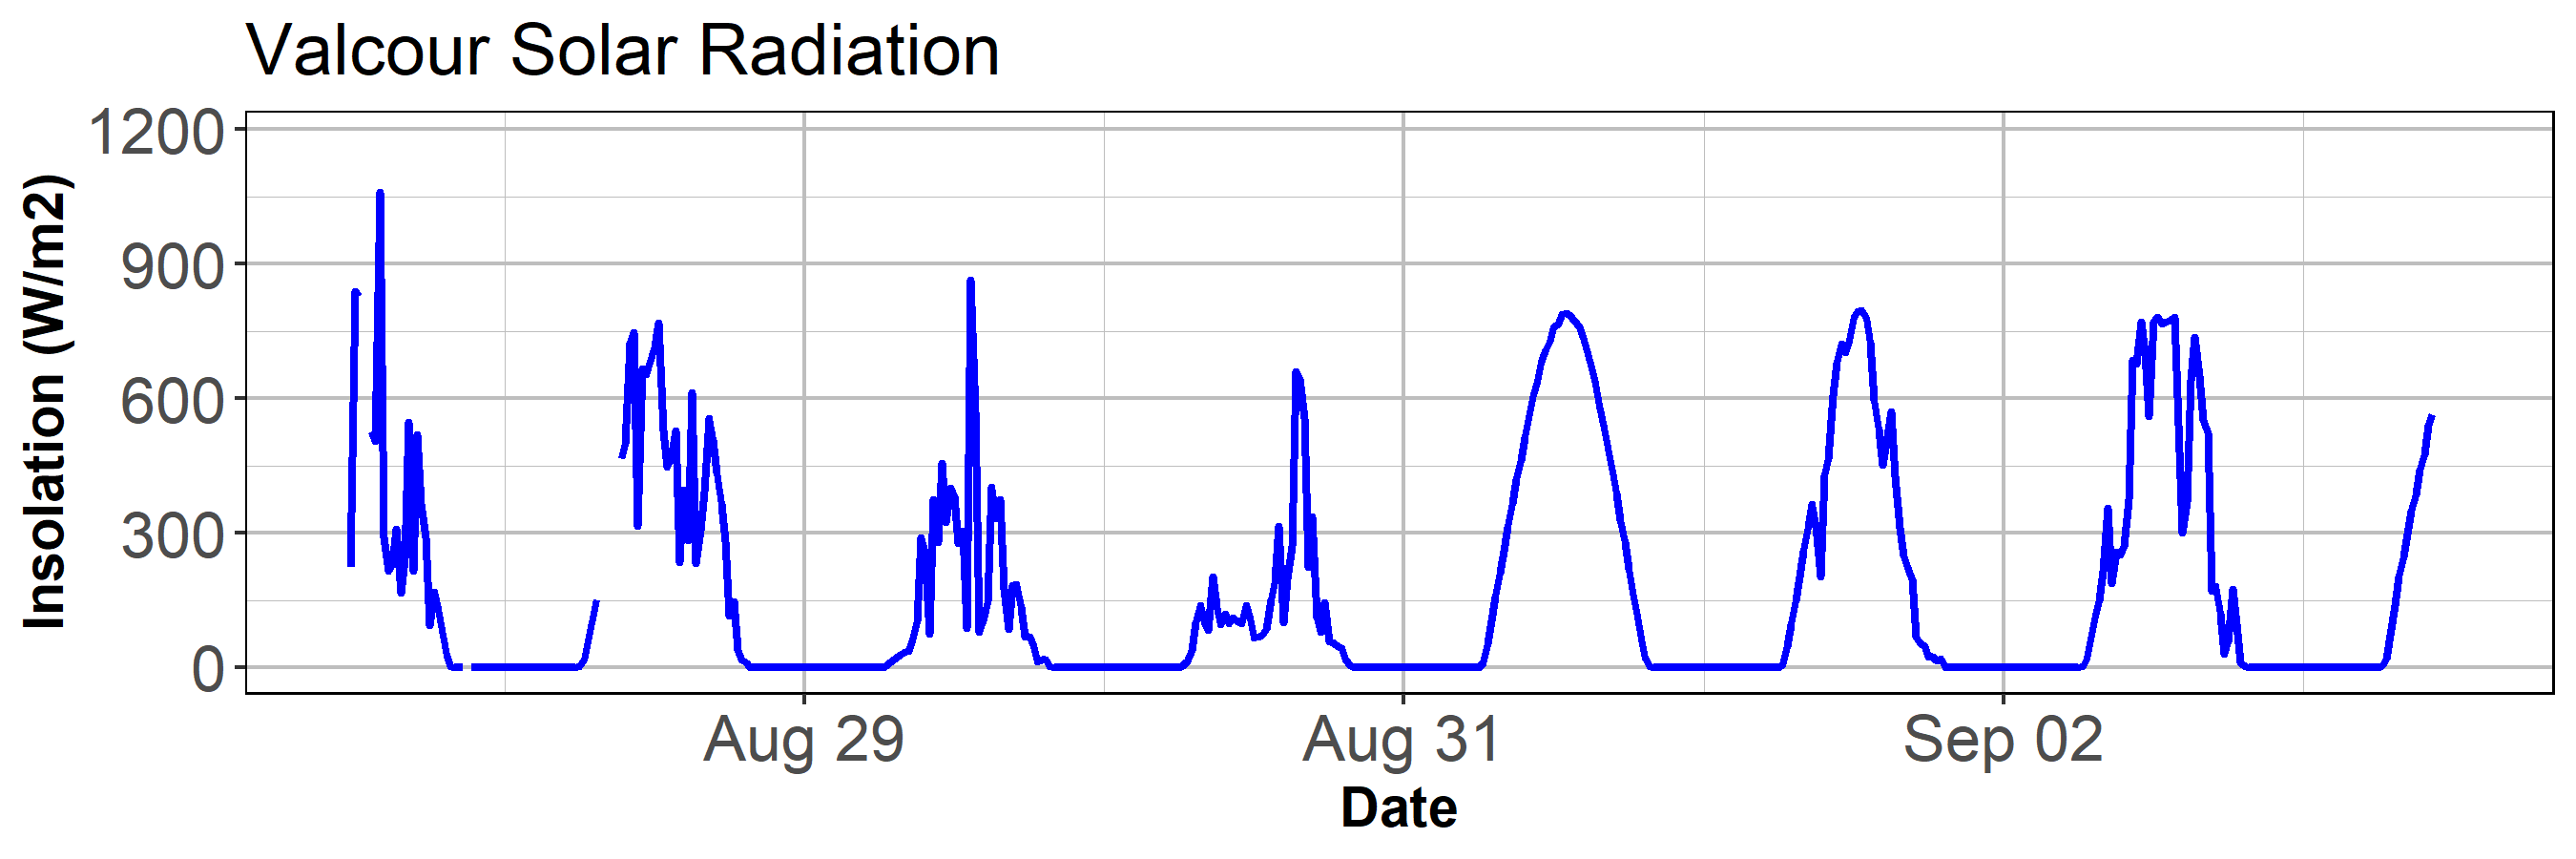 Valcour Solar Radiation
Insolation (W/m2)
1200
900
600
300
0
Aug 29
Aug 31
Sep 02
Date